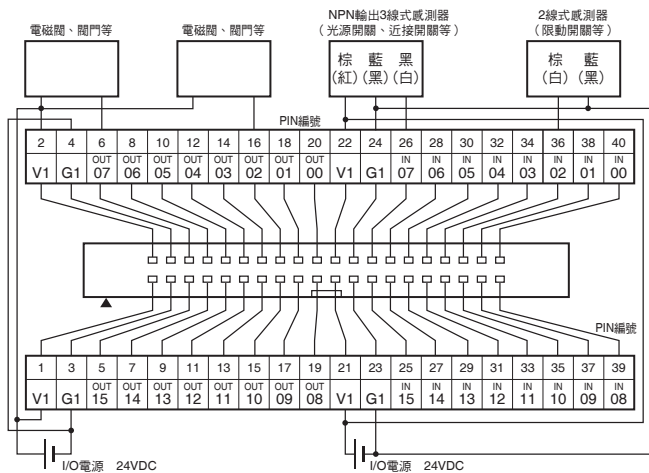 電磁閥、閥門等
電磁閥、閥門等
NPN輸出3線式感測器
（光源開關、近接開關等）
2線式感測器
（限動開關等）
棕 藍 黑
(紅) (黑) (白)
棕 藍
(白) (黑)
PIN編號
2 4 6 8 10 12 14 16 18 20 22 24 26 28 30 32 34 36 38 40
V1 G1 OUT 07 OUT 06 OUT 05 OUT 04 OUT 03 OUT 02 OUT 01 OUT 00 V1 G1 IN 07 IN 06 IN 05 IN 04 IN 03 IN 02 IN 01 IN 00
PIN編號
1 3 5 7 9 11 13 15 17 19 21 23 25 27 29 31 33 35 37 39
V1 G1 OUT 15 OUT 14 OUT 13 OUT 12 OUT 11 OUT 10 OUT 09 OUT 08 V1 G1 IN 15 IN 14 IN 13 IN 12 IN 11 IN 10 IN 09 IN 08
I/O電源 24VDC
I/O電源 24VDC